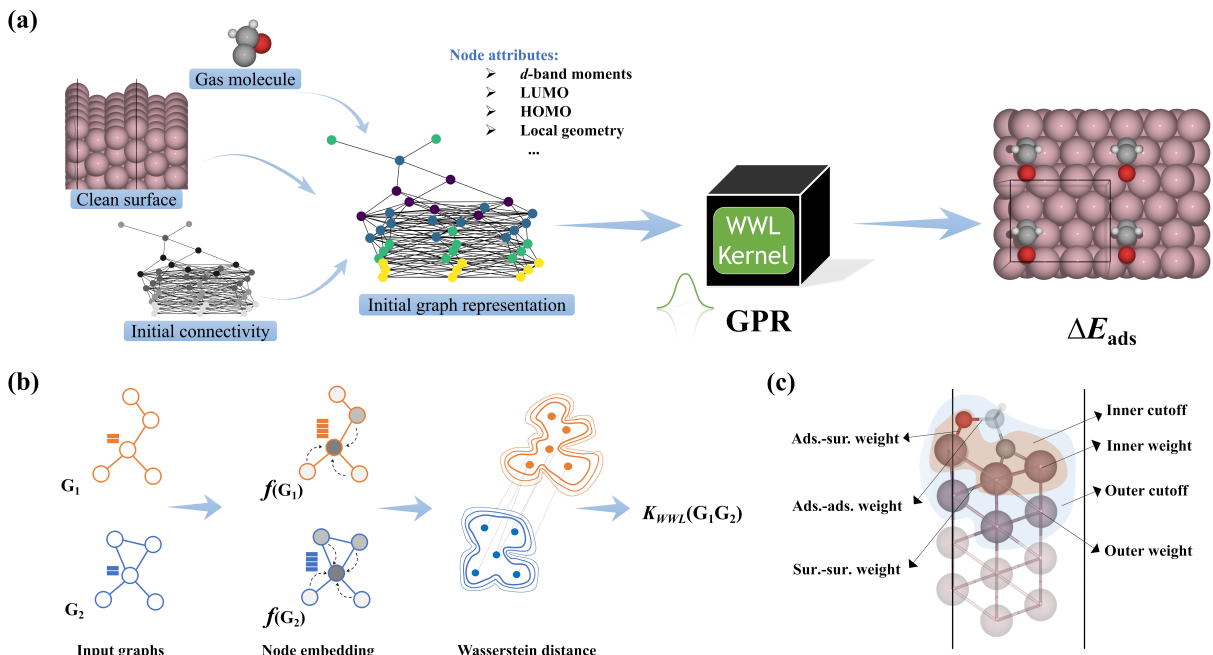 (a)
Gas molecule
Node attributes:
➢ d-band moments
➢ LUMO
➢ HOMO
➢ Local geometry
...
Clean surface
Initial connectivity
Initial graph representation
WWL
Kernel
GPR
ΔE_ads
(b)
G₁
G₂
Input graphs
f(G₁)
f(G₂)
Node embedding
Wasserstein distance
K_WWL(G₁G₂)
(c)
Ads.-sur. weight
Ads.-ads. weight
Sur.-sur. weight
Inner cutoff
Inner weight
Outer cutoff
Outer weight